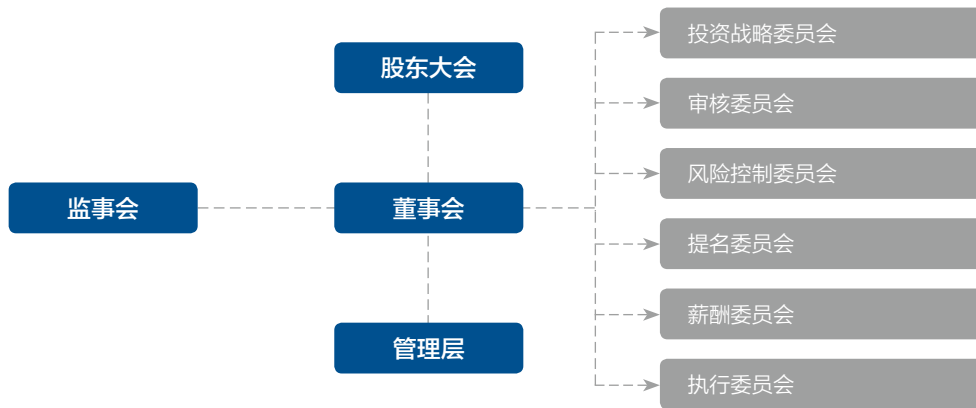 股东大会
监事会
董事会
管理层
投资战略委员会
审核委员会
风险控制委员会
提名委员会
薪酬委员会
执行委员会